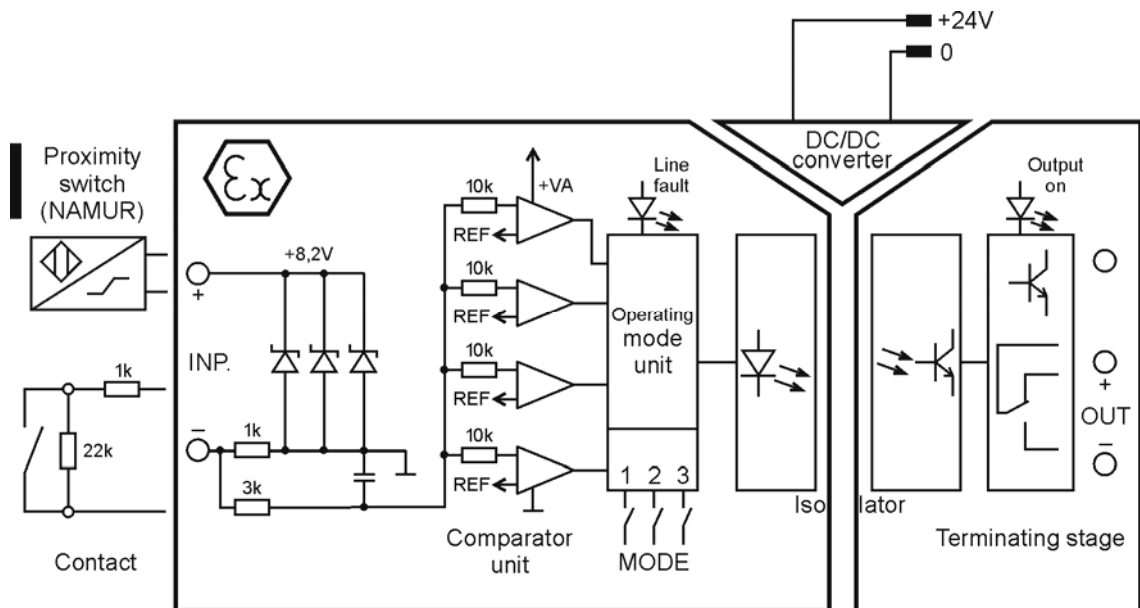 +24V
0
DC/DC
converter
Proximity
switch
(NAMUR)
Ex
+8,2V
+
INP.
−
1k
3k
1k
22k
Contact
10k
+VA
REF
10k
REF
10k
REF
10k
REF
Comparator
unit
Line
fault
Operating
mode
unit
1 2 3
MODE
Isolator
Output
on
+
OUT
−
Terminating stage